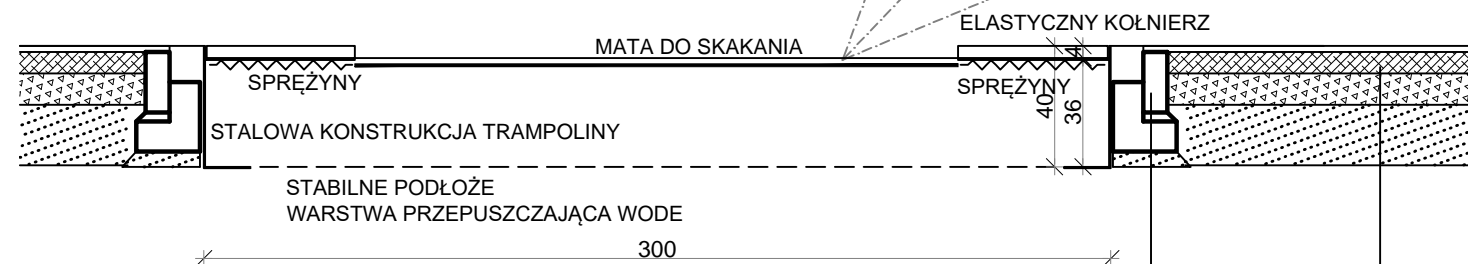 ELASTYCZNY KOŁNIERZ
MATA DO SKAKANIA
4
SPRĘŻYNY
SPRĘŻYNY
40
36
STALOWA KONSTRUKCJA TRAMPOLINY
STABILNE PODŁOŻE
WARSTWA PRZEPUSZCZAJĄCA WODE
300